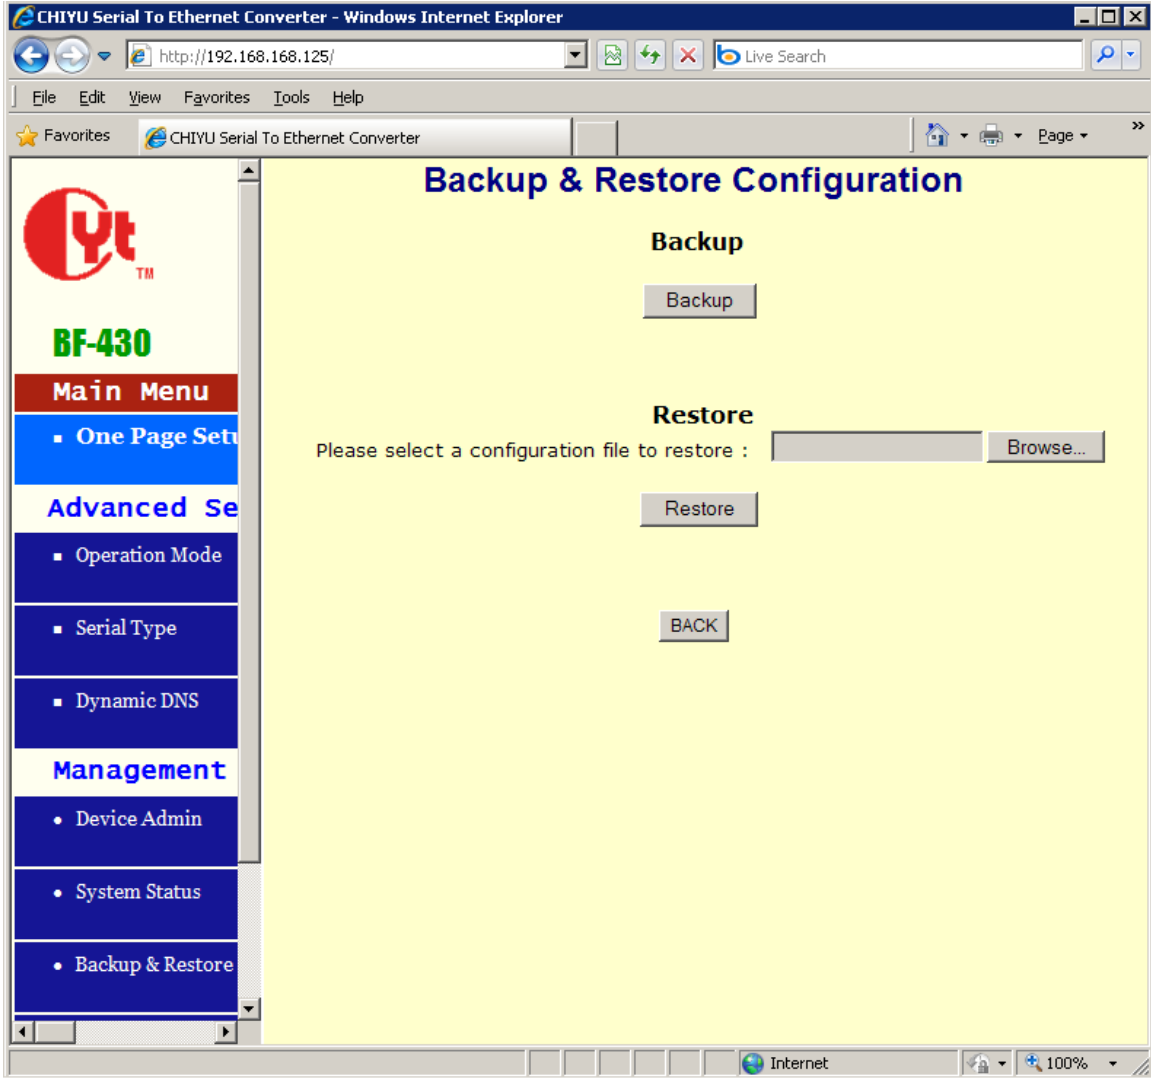 CHIYU Serial To Ethernet Converter - Windows Internet Explorer
http://192.168.168.125/
Live Search
File Edit View Favorites Tools Help
Favorites
CHIYU Serial To Ethernet Converter
Page
»
CYt TM
BF-430
Main Menu
One Page Setu
Advanced Se
Operation Mode
Serial Type
Dynamic DNS
Management
Device Admin
System Status
Backup & Restore
Backup & Restore Configuration
Backup
Backup
Restore
Please select a configuration file to restore :
Browse...
Restore
BACK
Internet
100%